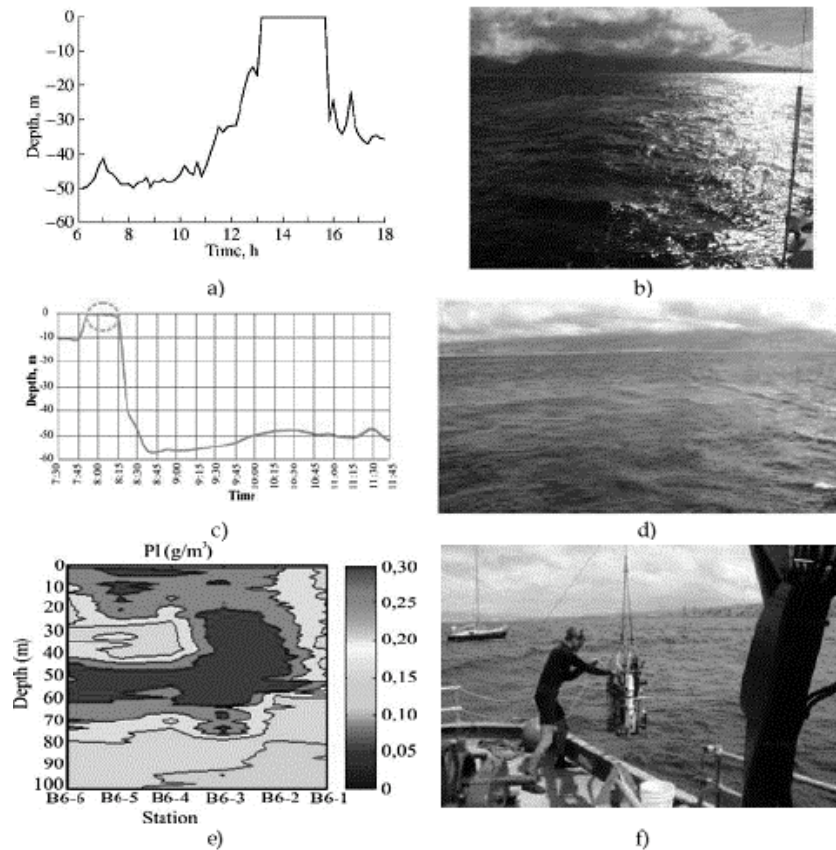 0
−10
−20
−30
−40
−50
−60
Depth, m
6 8 10 12 14 16 18
Time, h
a)
b)
0
-10
-20
-30
-40
-50
-60
Depth, m
7:30 7:45 8:00 8:15 8:30 8:45 9:00 9:15 9:30 9:45 10:00 10:15 10:30 10:45 11:00 11:15 11:30 11:45
Time
c)
d)
Pl (g/m³)
0
10
20
30
40
50
60
70
80
90
100
Depth (m)
B6-6 B6-5 B6-4 B6-3 B6-2 B6-1
Station
0,30
0,25
0,20
0,15
0,10
0,05
0
e)
f)